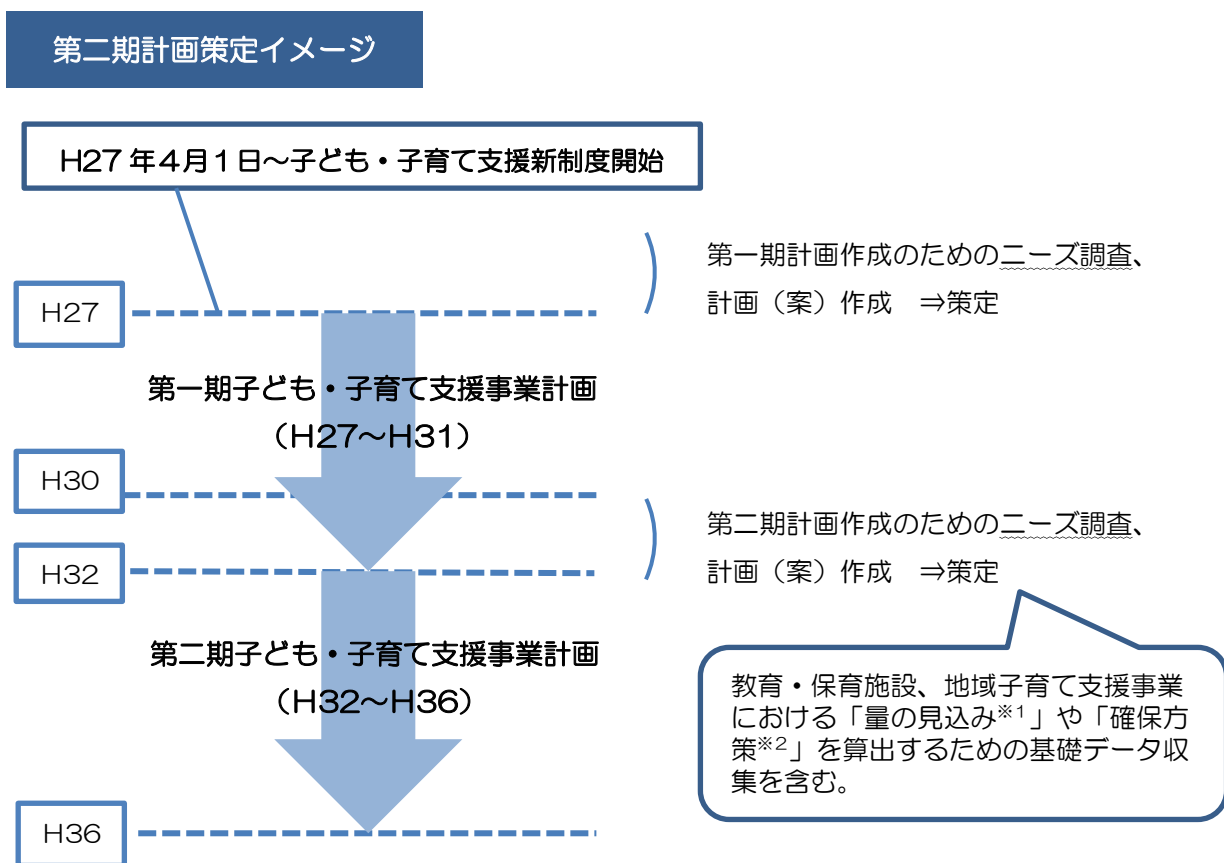 第二期計画策定イメージ
H27年4月1日~子ども・子育て支援新制度開始
第一期計画作成のためのニーズ調査、
計画(案)作成 ⇒策定
H27
第一期子ども・子育て支援事業計画
(H27~H31)
H30
第二期計画作成のためのニーズ調査、
計画(案)作成 ⇒策定
H32
第二期子ども・子育て支援事業計画
(H32~H36)
教育・保育施設、地域子育て支援事業
における「量の見込み※1」や「確保方
策※2」を算出するための基礎データ収
集を含む。
H36